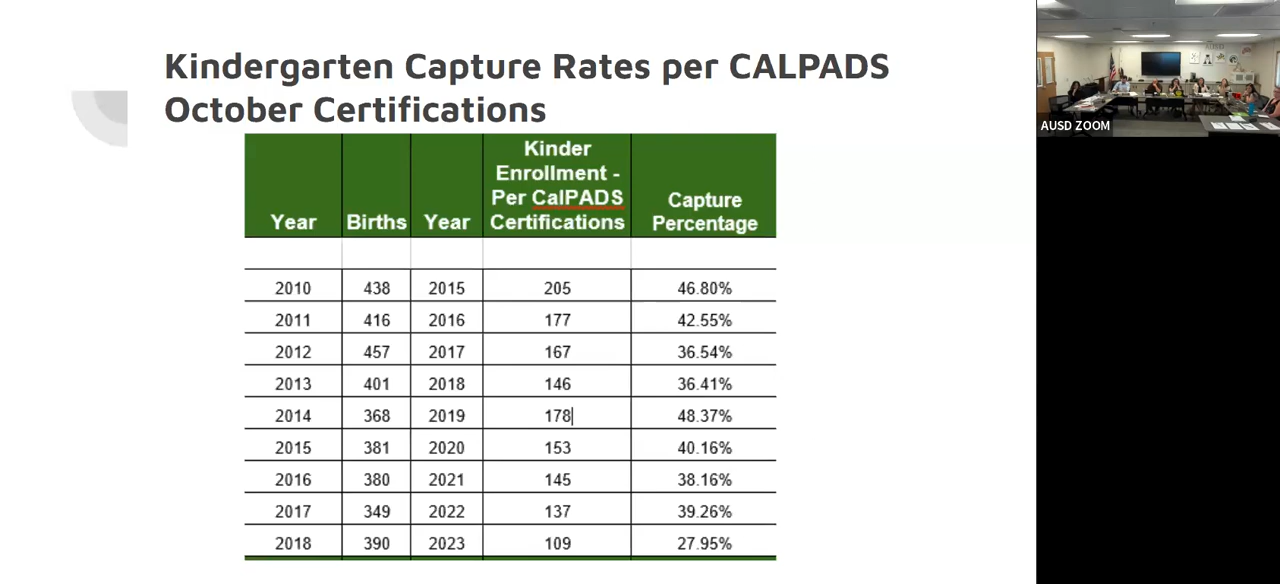 Kindergarten Capture Rates per CALPADS
October Certifications
Year Births Year Kinder Enrollment - Per CalPADS Certifications Capture Percentage
2010 438 2015 205 46.80%
2011 416 2016 177 42.55%
2012 457 2017 167 36.54%
2013 401 2018 146 36.41%
2014 368 2019 178 48.37%
2015 381 2020 153 40.16%
2016 380 2021 145 38.16%
2017 349 2022 137 39.26%
2018 390 2023 109 27.95%
AUSD ZOOM